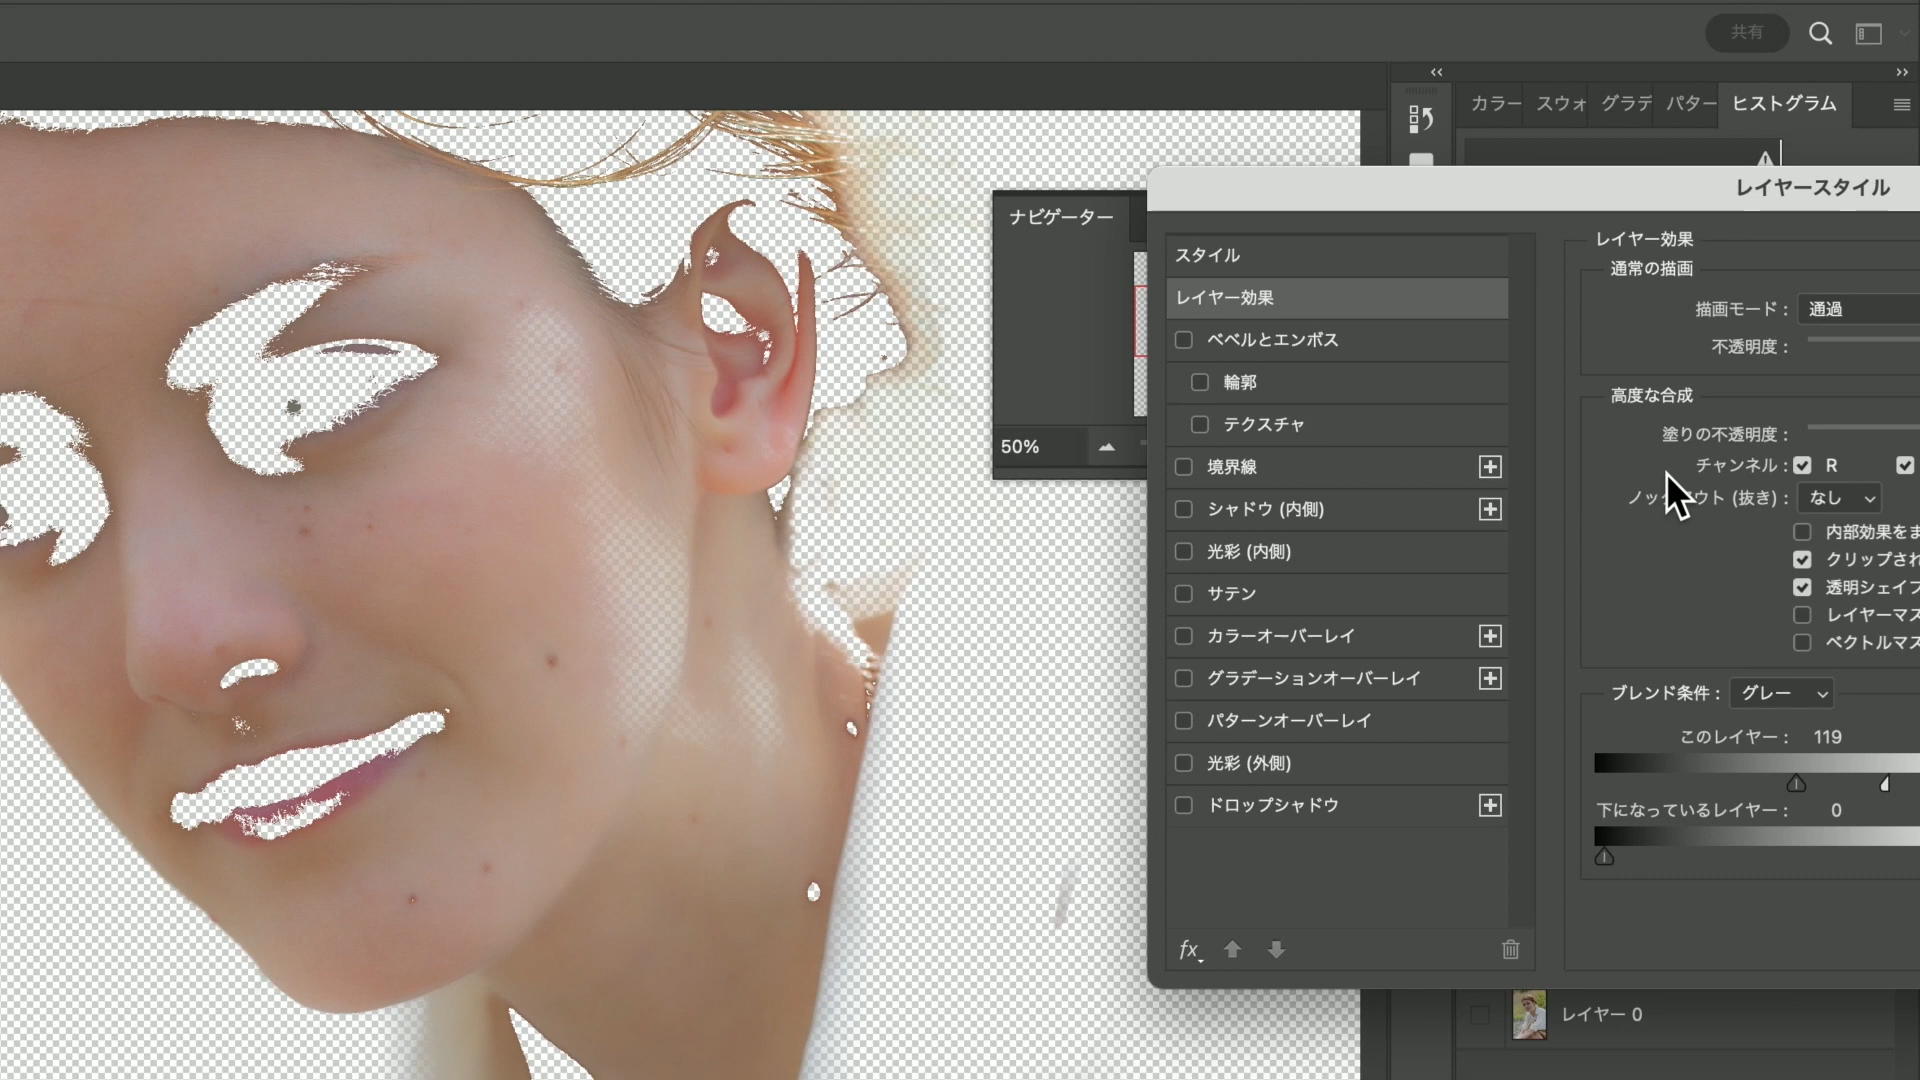 共有
カラー スウォ グラデ パター ヒストグラム
レイヤースタイル
ナビゲーター
50%
スタイル
レイヤー効果
ベベルとエンボス
輪郭
テクスチャ
境界線
シャドウ (内側)
光彩 (内側)
サテン
カラーオーバーレイ
グラデーションオーバーレイ
パターンオーバーレイ
光彩 (外側)
ドロップシャドウ
fx
レイヤー効果
通常の描画
描画モード : 通過
不透明度 :
高度な合成
塗りの不透明度 :
チャンネル : R
ノックアウト (抜き) : なし
内部効果をま
クリップされ
透明シェイプ
レイヤーマス
ベクトルマス
ブレンド条件 : グレー
このレイヤー : 119
下になっているレイヤー : 0
レイヤー 0